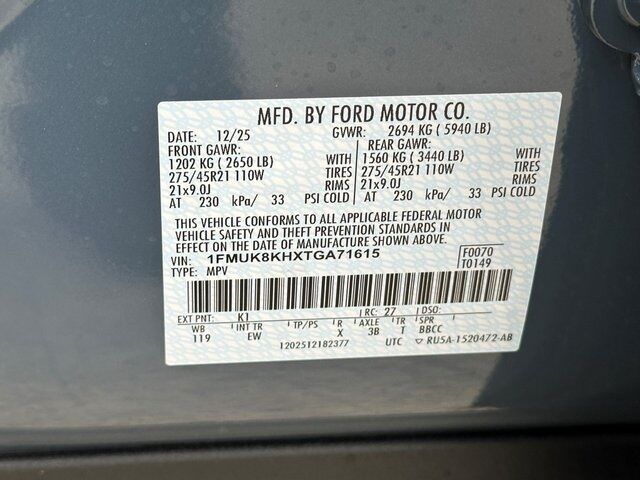 MFD. BY FORD MOTOR CO.
DATE: 12/25 GVWR: 2694 KG ( 5940 LB)
FRONT GAWR: REAR GAWR:
1202 KG ( 2650 LB) WITH 1560 KG ( 3440 LB) WITH
275/45R21 110W TIRES 275/45R21 110W TIRES
21x9.0J RIMS 21x9.0J RIMS
AT 230 kPa/ 33 PSI COLD AT 230 kPa/ 33 PSI COLD
THIS VEHICLE CONFORMS TO ALL APPLICABLE FEDERAL MOTOR
VEHICLE SAFETY AND THEFT PREVENTION STANDARDS IN
EFFECT ON THE DATE OF MANUFACTURE SHOWN ABOVE.
VIN: 1FMUK8KHXTGA71615 F0070
TYPE: MPV T0149
EXT PNT: K1 RC: 27 DSO:
WB INT TR TP/PS R AXLE TR SPR
119 EW X 3B T BBCC
1202512182377 UTC ▽ RU5A-1520472-AB